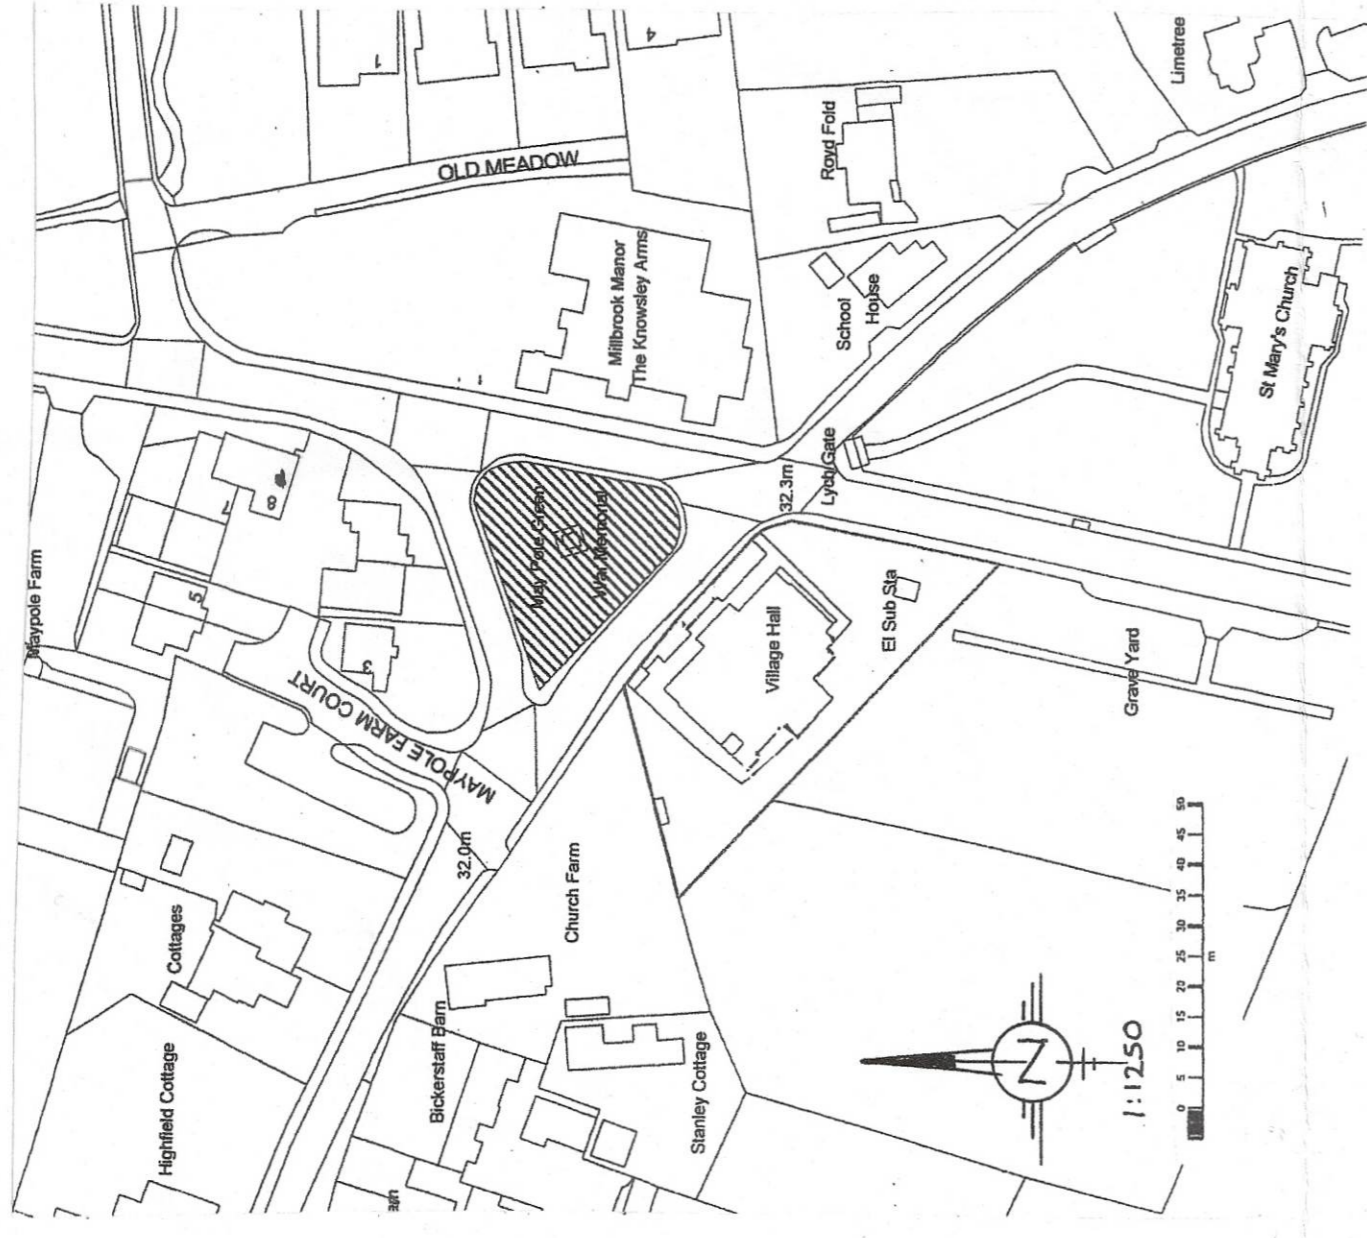 Maypole Farm
Highfield Cottage
Cottages
MAYPOLE FARM COURT
OLD MEADOW
1
4
5
7
8
3
1
May Pole Green
War Memorial
Millbrook Manor
The Knowsley Arms
Royd Fold
Limetree
School
House
32.0m
32.3m
Lych Gate
St Mary's Church
Village Hall
El Sub Sta
Grave Yard
Church Farm
Bickerstaff Barn
Stanley Cottage
N
1:1250
0 5 10 15 20 25 30 35 40 45 50
m